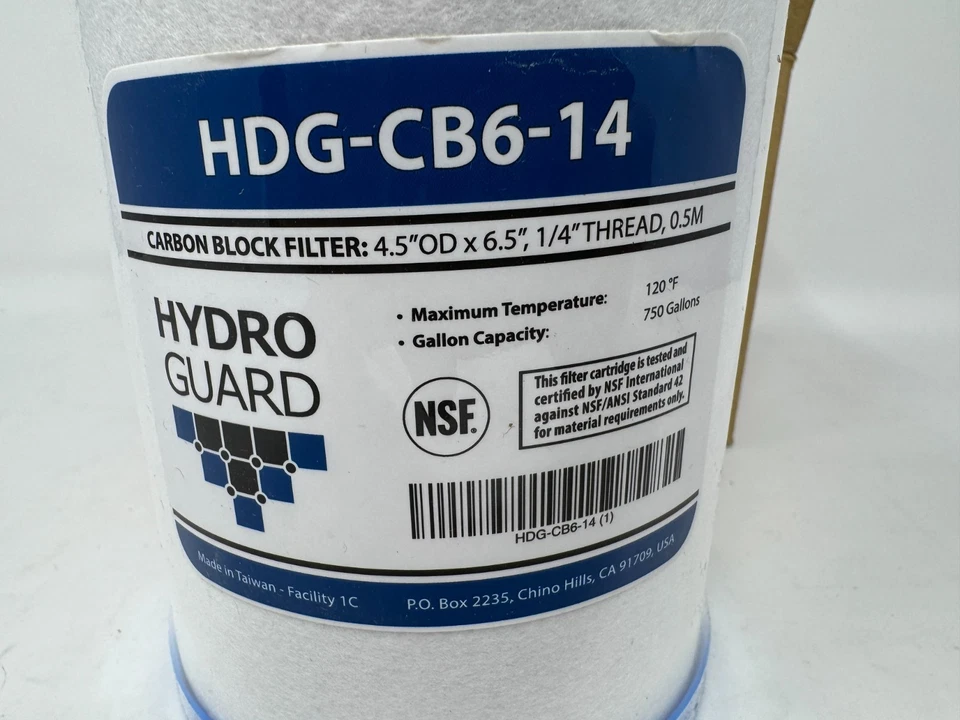 HDG-CB6-14
CARBON BLOCK FILTER: 4.5"OD x 6.5", 1/4" THREAD, 0.5M
HYDRO
GUARD
• Maximum Temperature: 120 °F
• Gallon Capacity: 750 Gallons
NSF.
This filter cartridge is tested and
certified by NSF International
against NSF/ANSI Standard 42
for material requirements only.
HDG-CB6-14 (1)
Made in Taiwan - Facility 1C
P.O. Box 2235, Chino Hills, CA 91709, USA